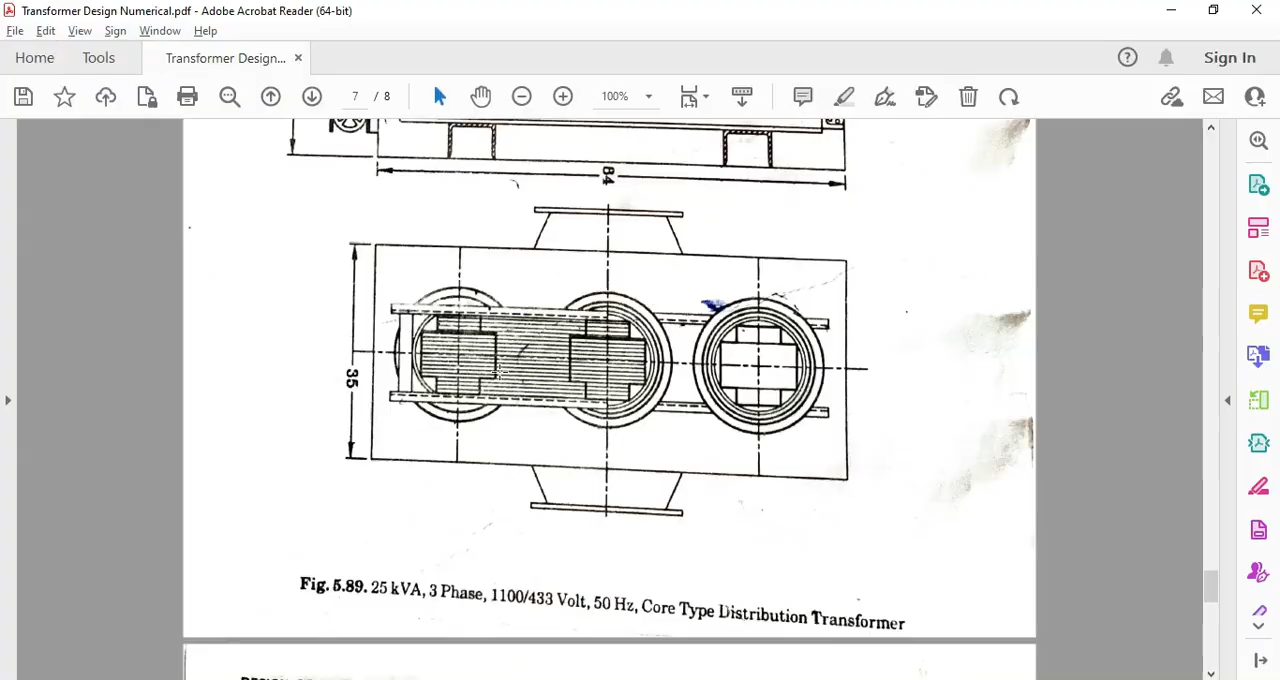 Transformer Design Numerical.pdf - Adobe Acrobat Reader (64-bit)
File Edit View Sign Window Help
Home Tools Transformer Design... × Sign In
7 / 8 100%
84
35
Fig. 5.89. 25 kVA, 3 Phase, 1100/433 Volt, 50 Hz, Core Type Distribution Transformer